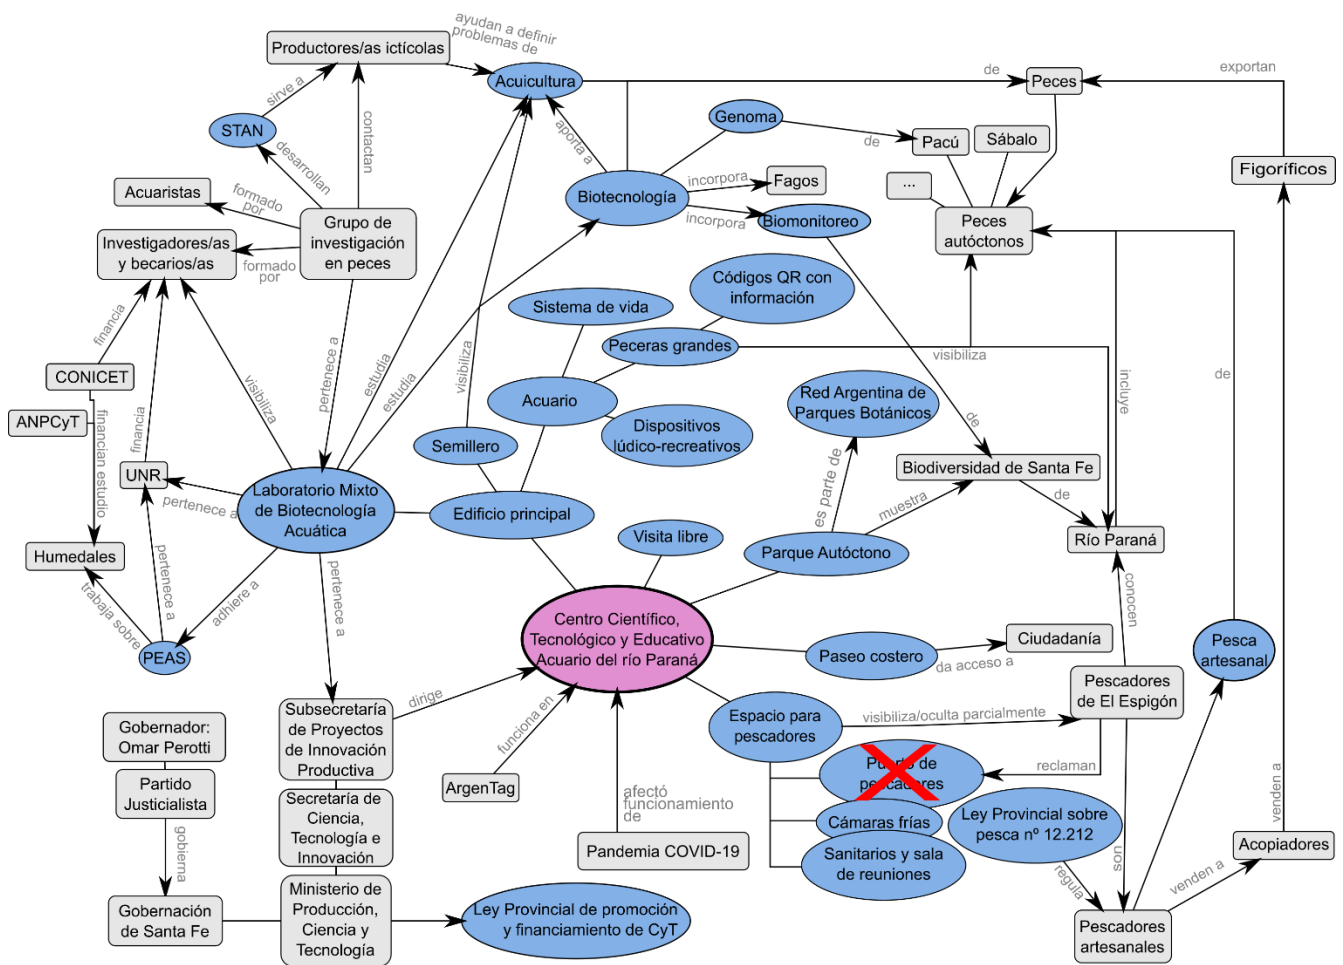 ayudan a definir
problemas de
Productores/as ictícolas
Acuicultura
de
Peces
exportan
sirve a
STAN
contactan
desarrollan
aporta a
Genoma
de
Pacú
Sábalo
Figoríficos
Acuaristas
formado
por
Grupo de
investigación
en peces
Biotecnología
incorpora
Fagos
incorpora
Biomonitoreo
...
Peces
autóctonos
Investigadores/as
y becarios/as
formado
por
Códigos QR con
información
Sistema de vida
Peceras grandes
visibiliza
financia
CONICET
ANPCyT
financian estudio
financia
visibiliza
pertenece a
estudia
estudia
visibiliza
Acuario
Dispositivos
lúdico-recreativos
Red Argentina de
Parques Botánicos
de
incluye
de
Semillero
UNR
pertenece a
Laboratorio Mixto
de Biotecnología
Acuática
Edificio principal
es parte de
muestra
Biodiversidad de Santa Fe
de
Río Paraná
Humedales
Visita libre
Parque Autóctono
trabaja sobre
pertenece a
adhiere a
pertenece a
PEAS
Centro Científico,
Tecnológico y Educativo
Acuario del río Paraná
Paseo costero
da acceso a
Ciudadanía
conocen
Pesca
artesanal
Pescadores
de El Espigón
dirige
funciona en
ArgenTag
Espacio para
pescadores
visibiliza/oculta parcialmente
Puerto de
pescadores
reclaman
Cámaras frías
Sanitarios y sala
de reuniones
Ley Provincial sobre
pesca nº 12.212
son
regula
venden a
venden a
Acopiadores
Pescadores
artesanales
afectó
funcionamiento
de
Pandemia COVID-19
Gobernador:
Omar Perotti
Partido
Justicialista
gobierna
Gobernación
de Santa Fe
Subsecretaría
de Proyectos
de Innovación
Productiva
Secretaría de
Ciencia,
Tecnología e
Innovación
Ministerio de
Producción,
Ciencia y
Tecnología
Ley Provincial de promoción
y financiamiento de CyT